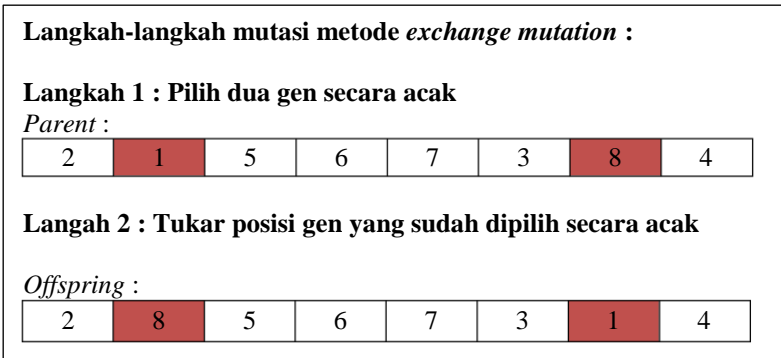 Langkah-langkah mutasi metode exchange mutation :
Langkah 1 : Pilih dua gen secara acak
Parent :
2 1 5 6 7 3 8 4
Langah 2 : Tukar posisi gen yang sudah dipilih secara acak
Offspring :
2 8 5 6 7 3 1 4